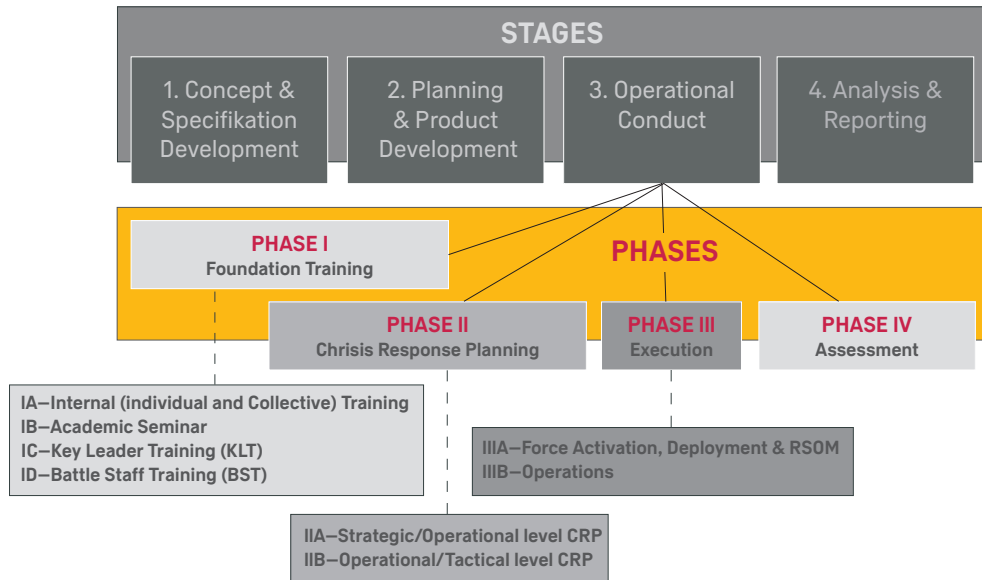 STAGES
1. Concept &
Specifikation
Development
2. Planning
& Product
Development
3. Operational
Conduct
4. Analysis &
Reporting
PHASES
PHASE I
Foundation Training
PHASE II
Chrisis Response Planning
PHASE III
Execution
PHASE IV
Assessment
IA—Internal (individual and Collective) Training
IB—Academic Seminar
IC—Key Leader Training (KLT)
ID—Battle Staff Training (BST)
IIIA—Force Activation, Deployment & RSOM
IIIB—Operations
IIA—Strategic/Operational level CRP
IIB—Operational/Tactical level CRP